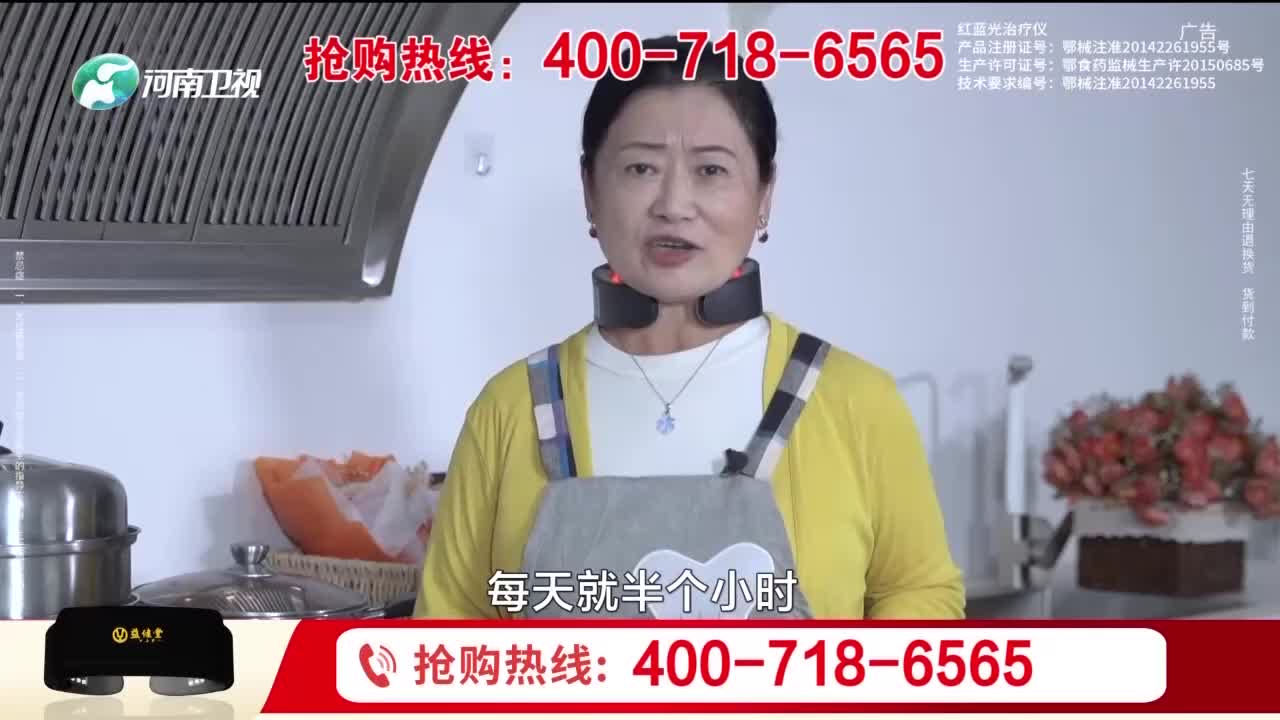 河南卫视
抢购热线：400-718-6565
红蓝光治疗仪
广告
产品注册证号：鄂械注准20142261955号
生产许可证号：鄂食药监械生产许20150685号
技术要求编号：鄂械注准20142261955
七天无理由退换货 货到付款
每天就半个小时
益佳堂
抢购热线：400-718-6565